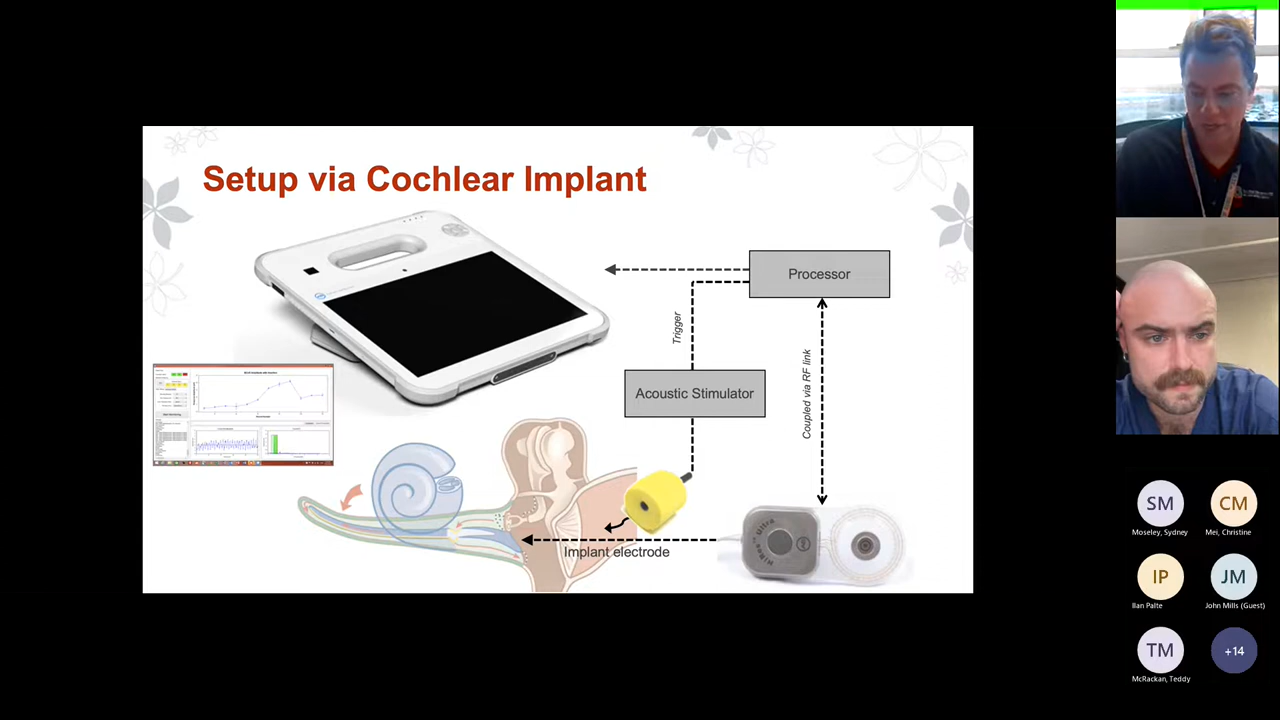 Setup via Cochlear Implant
Processor
Trigger
Acoustic Stimulator
Coupled via RF link
Implant electrode
SM
Moseley, Sydney
CM
Mei, Christine
IP
Ilan Palte
JM
John Mills (Guest)
TM
McRackan, Teddy
+14